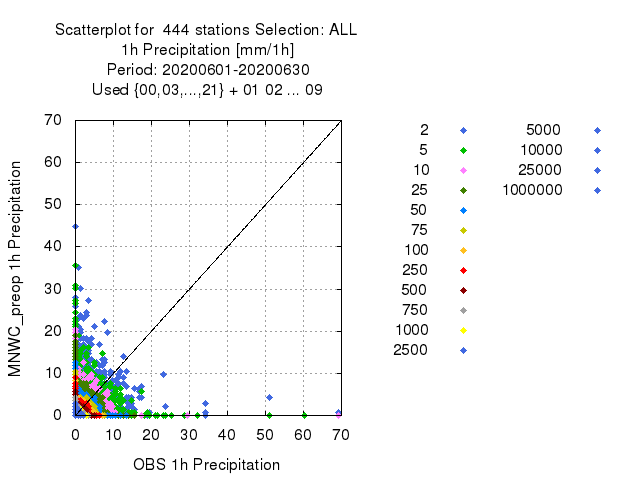 Scatterplot for 444 stations Selection: ALL
1h Precipitation [mm/1h]
Period: 20200601-20200630
Used {00,03,...,21} + 01 02 ... 09
MNWC_preop 1h Precipitation
70
60
50
40
30
20
10
0
0 10 20 30 40 50 60 70
OBS 1h Precipitation
2 5000
5 10000
10 25000
25 1000000
50
75
100
250
500
750
1000
2500